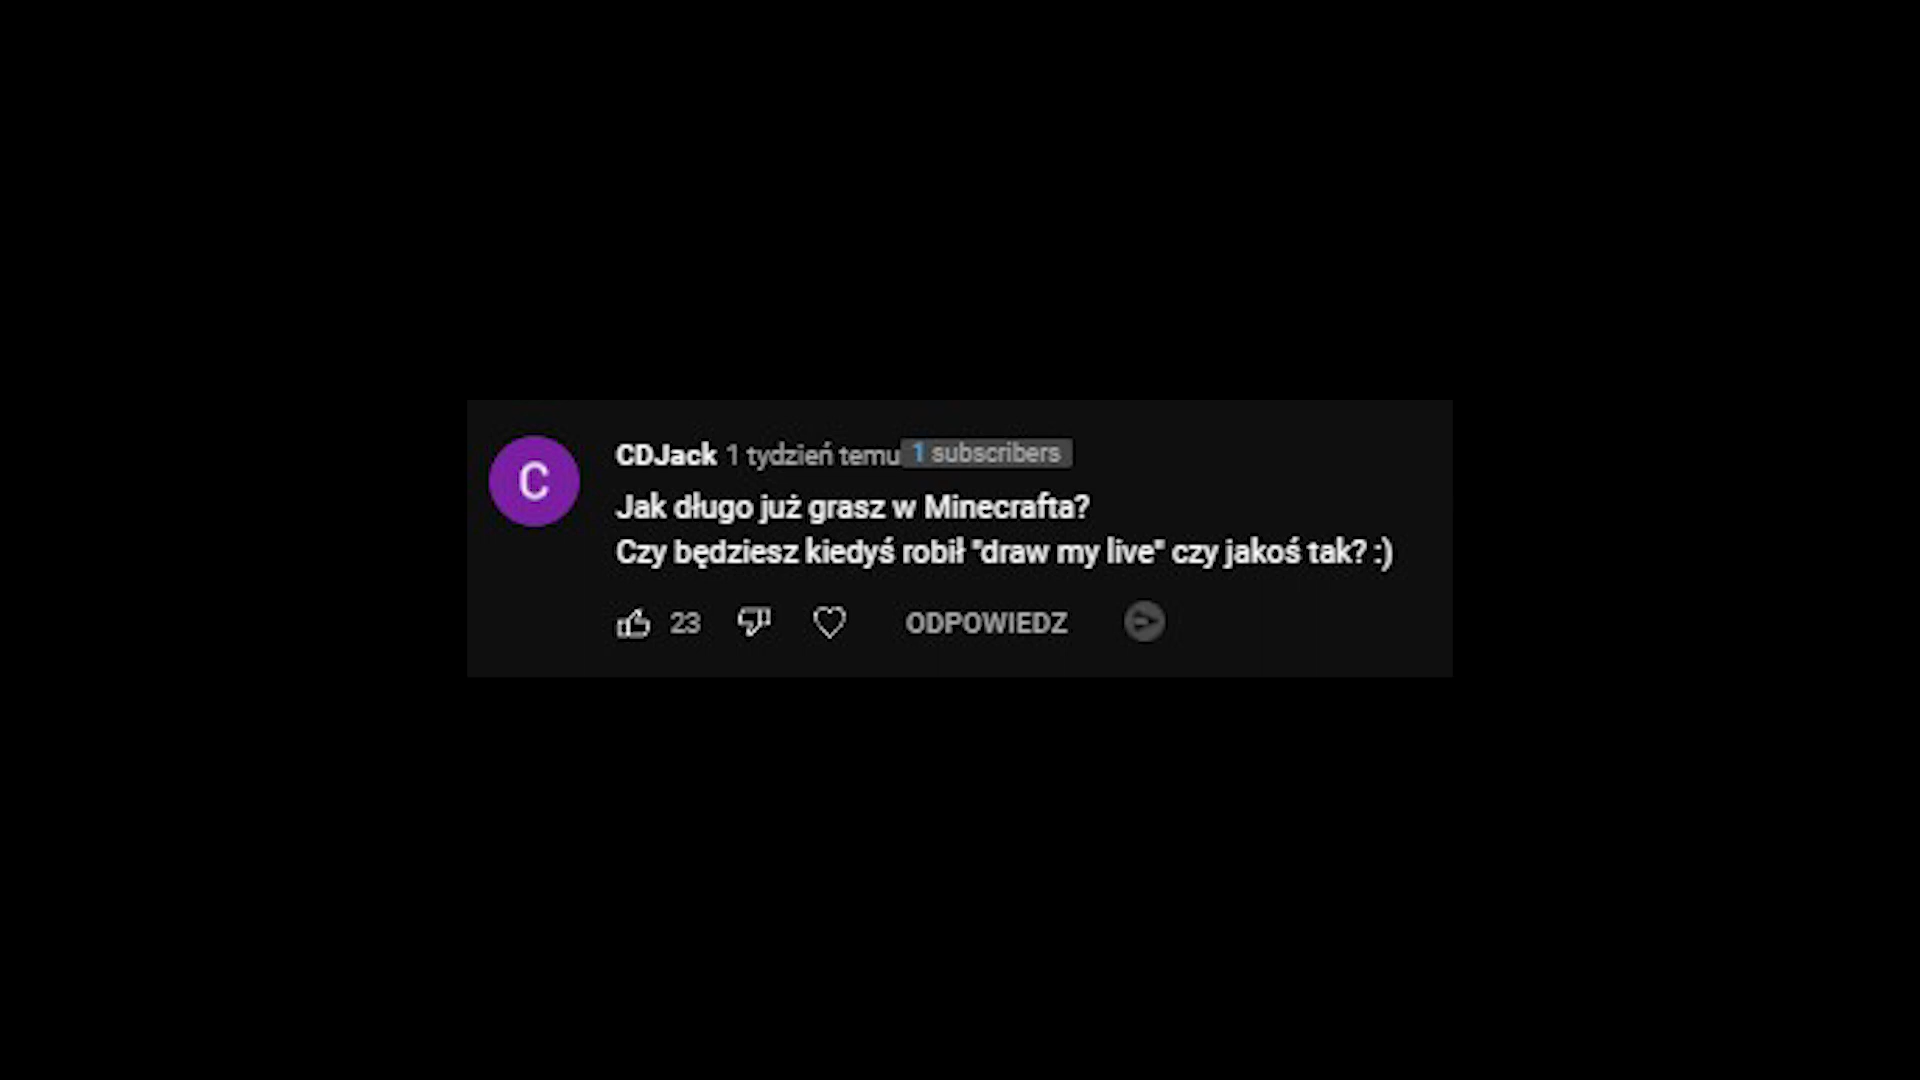 C
CDJack 1 tydzień temu 1 subscribers
Jak długo już grasz w Minecrafta?
Czy będziesz kiedyś robił "draw my live" czy jakoś tak? :)
23 ODPOWIEDZ